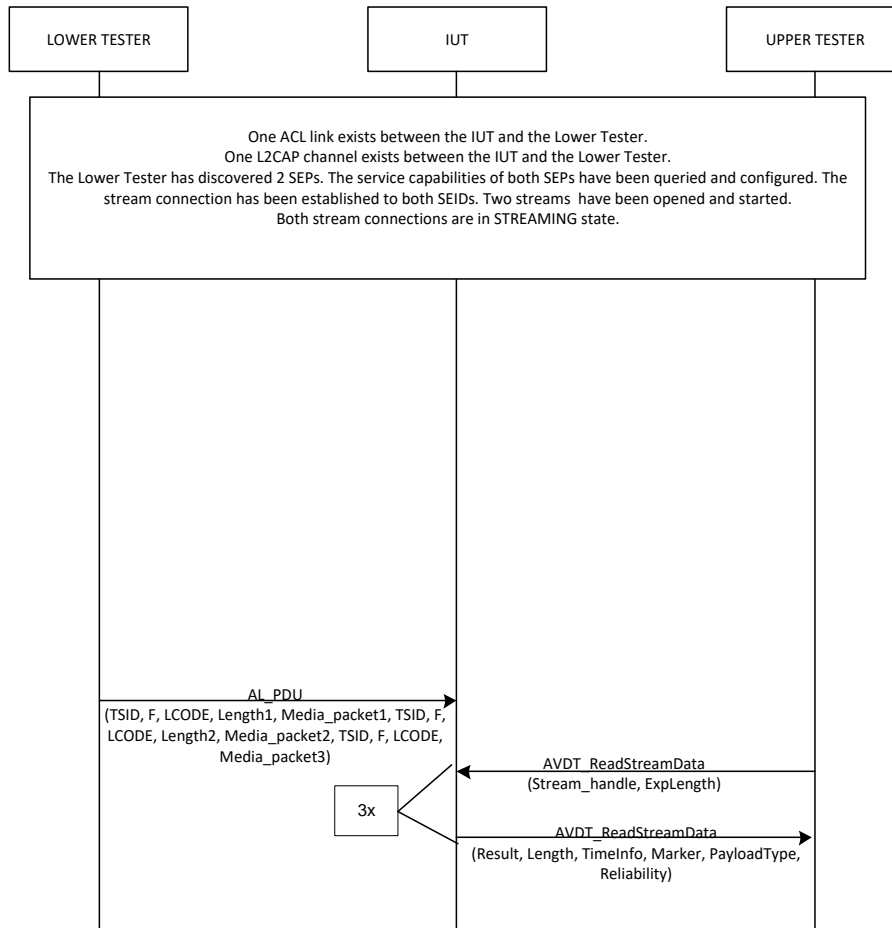 LOWER TESTER
IUT
UPPER TESTER
One ACL link exists between the IUT and the Lower Tester.
One L2CAP channel exists between the IUT and the Lower Tester.
The Lower Tester has discovered 2 SEPs. The service capabilities of both SEPs have been queried and configured. The
stream connection has been established to both SEIDs. Two streams have been opened and started.
Both stream connections are in STREAMING state.
AL_PDU
(TSID, F, LCODE, Length1, Media_packet1, TSID, F,
LCODE, Length2, Media_packet2, TSID, F, LCODE,
Media_packet3)
AVDT_ReadStreamData
(Stream_handle, ExpLength)
3x
AVDT_ReadStreamData
(Result, Length, TimeInfo, Marker, PayloadType,
Reliability)